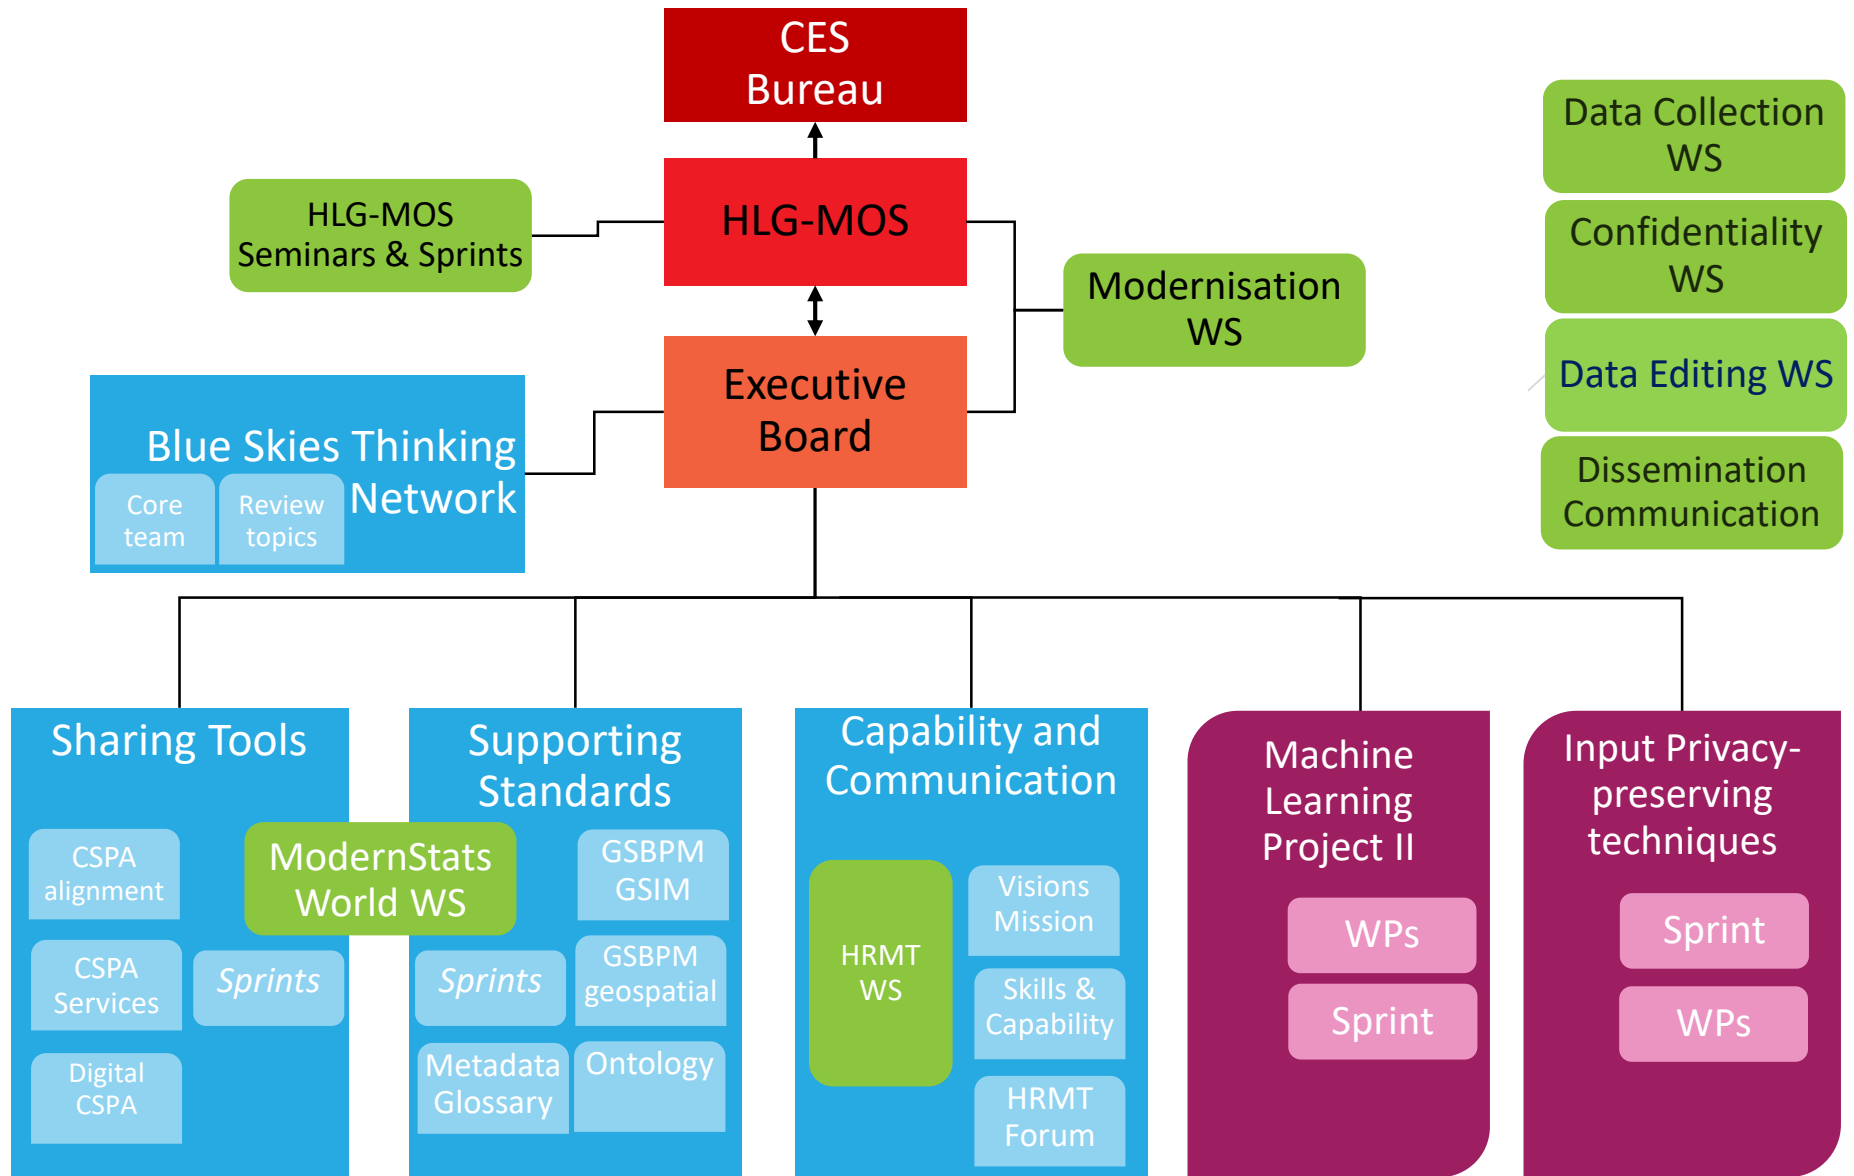 CES
Bureau
HLG-MOS
Seminars & Sprints
HLG-MOS
Modernisation
WS
Data Collection
WS
Confidentiality
WS
Data Editing WS
Dissemination
Communication
Executive
Board
Blue Skies Thinking
Network
Core
team
Review
topics
Sharing Tools
CSPA
alignment
CSPA
Services
Sprints
Digital
CSPA
ModernStats
World WS
Supporting
Standards
GSBPM
GSIM
Sprints
GSBPM
geospatial
Metadata
Glossary
Ontology
Capability and
Communication
HRMT
WS
Visions
Mission
Skills &
Capability
HRMT
Forum
Machine
Learning
Project II
WPs
Sprint
Input Privacy-
preserving
techniques
Sprint
WPs